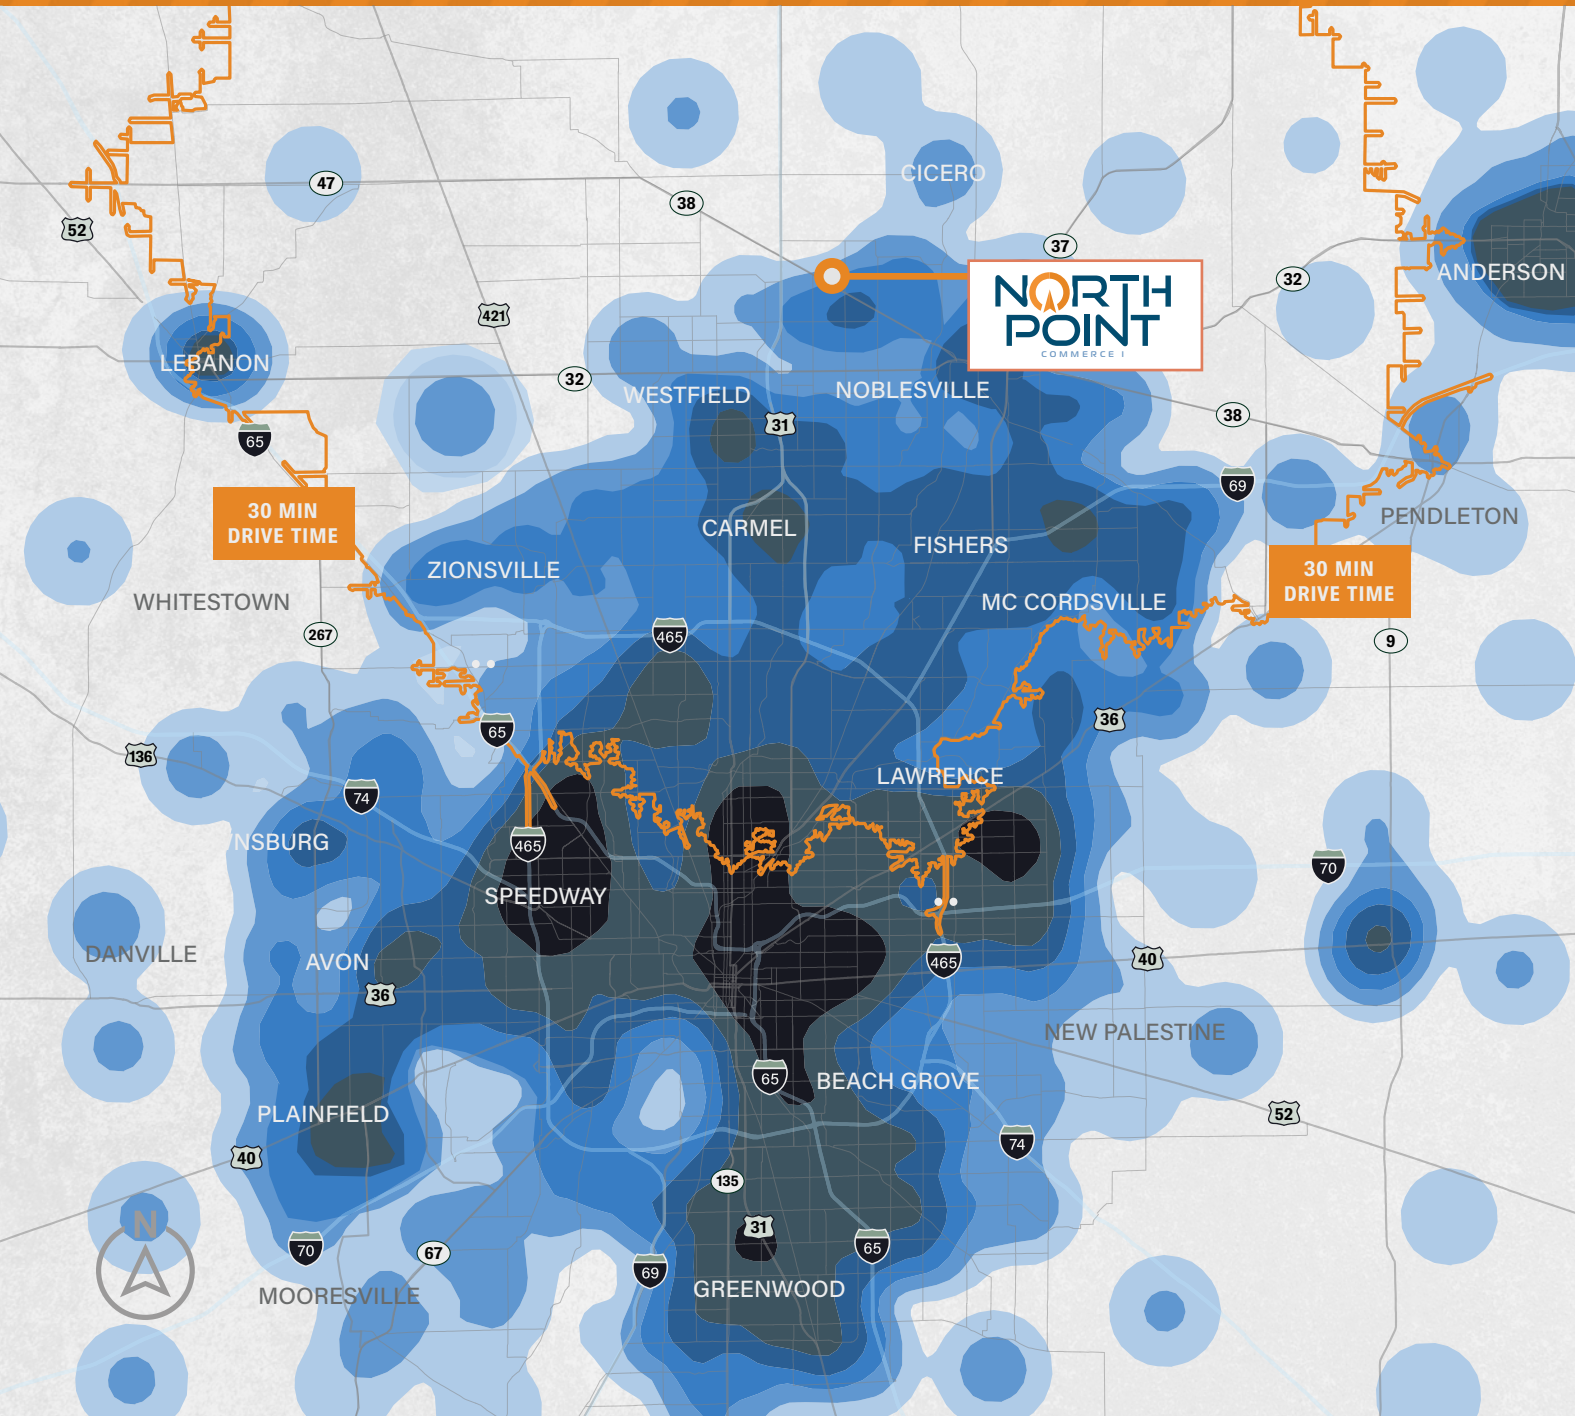 CICERO
47
38
52
37
32
ANDERSON
NORTH
POINT
COMMERCE I
421
LEBANON
32
WESTFIELD
NOBLESVILLE
31
38
65
69
30 MIN
DRIVE TIME
CARMEL
FISHERS
PENDLETON
ZIONSVILLE
30 MIN
DRIVE TIME
WHITESTOWN
MC CORDSVILLE
267
465
9
65
36
136
74
LAWRENCE
NSBURG
465
70
SPEEDWAY
DANVILLE
AVON
465
40
36
NEW PALESTINE
65
BEACH GROVE
PLAINFIELD
52
40
74
135
N
31
70
67
65
69
MOORESVILLE
GREENWOOD